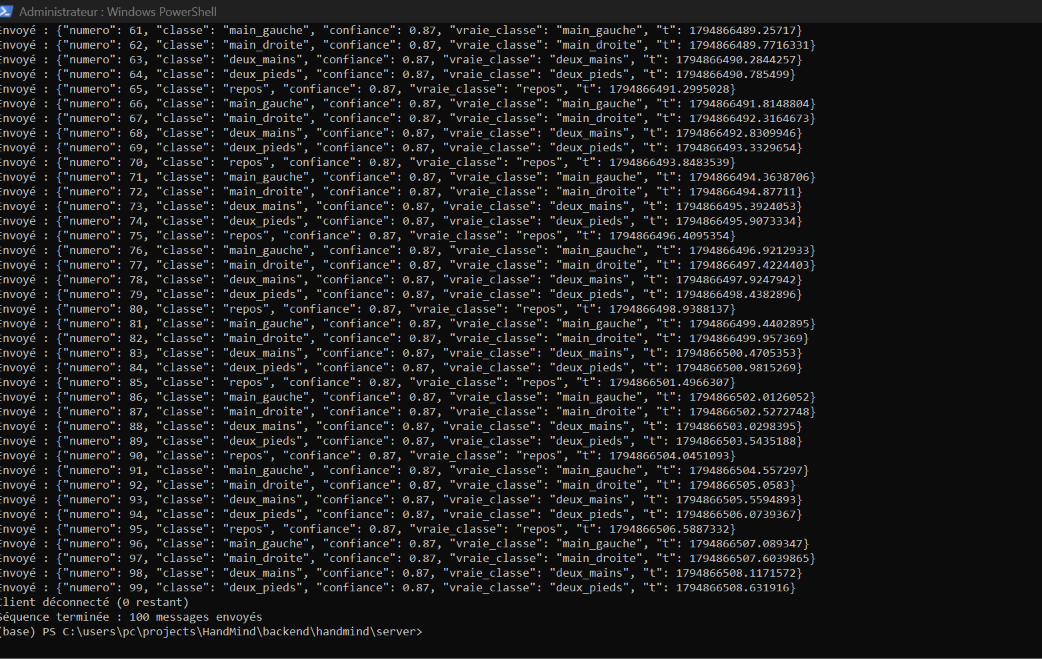 Administrateur : Windows PowerShell
Envoyé : {"numero": 61, "classe": "main_gauche", "confiance": 0.87, "vraie_classe": "main_gauche", "t": 1794866489.25717}
Envoyé : {"numero": 62, "classe": "main_droite", "confiance": 0.87, "vraie_classe": "main_droite", "t": 1794866489.7716331}
Envoyé : {"numero": 63, "classe": "deux_mains", "confiance": 0.87, "vraie_classe": "deux_mains", "t": 1794866490.2844257}
Envoyé : {"numero": 64, "classe": "deux_pieds", "confiance": 0.87, "vraie_classe": "deux_pieds", "t": 1794866490.785499}
Envoyé : {"numero": 65, "classe": "repos", "confiance": 0.87, "vraie_classe": "repos", "t": 1794866491.2995028}
Envoyé : {"numero": 66, "classe": "main_gauche", "confiance": 0.87, "vraie_classe": "main_gauche", "t": 1794866491.8148804}
Envoyé : {"numero": 67, "classe": "main_droite", "confiance": 0.87, "vraie_classe": "main_droite", "t": 1794866492.3164673}
Envoyé : {"numero": 68, "classe": "deux_mains", "confiance": 0.87, "vraie_classe": "deux_mains", "t": 1794866492.8309946}
Envoyé : {"numero": 69, "classe": "deux_pieds", "confiance": 0.87, "vraie_classe": "deux_pieds", "t": 1794866493.3329654}
Envoyé : {"numero": 70, "classe": "repos", "confiance": 0.87, "vraie_classe": "repos", "t": 1794866493.8483539}
Envoyé : {"numero": 71, "classe": "main_gauche", "confiance": 0.87, "vraie_classe": "main_gauche", "t": 1794866494.3638706}
Envoyé : {"numero": 72, "classe": "main_droite", "confiance": 0.87, "vraie_classe": "main_droite", "t": 1794866494.87711}
Envoyé : {"numero": 73, "classe": "deux_mains", "confiance": 0.87, "vraie_classe": "deux_mains", "t": 1794866495.3924053}
Envoyé : {"numero": 74, "classe": "deux_pieds", "confiance": 0.87, "vraie_classe": "deux_pieds", "t": 1794866495.9073334}
Envoyé : {"numero": 75, "classe": "repos", "confiance": 0.87, "vraie_classe": "repos", "t": 1794866496.4095354}
Envoyé : {"numero": 76, "classe": "main_gauche", "confiance": 0.87, "vraie_classe": "main_gauche", "t": 1794866496.9212933}
Envoyé : {"numero": 77, "classe": "main_droite", "confiance": 0.87, "vraie_classe": "main_droite", "t": 1794866497.4224403}
Envoyé : {"numero": 78, "classe": "deux_mains", "confiance": 0.87, "vraie_classe": "deux_mains", "t": 1794866497.9247942}
Envoyé : {"numero": 79, "classe": "deux_pieds", "confiance": 0.87, "vraie_classe": "deux_pieds", "t": 1794866498.4382896}
Envoyé : {"numero": 80, "classe": "repos", "confiance": 0.87, "vraie_classe": "repos", "t": 1794866498.9388137}
Envoyé : {"numero": 81, "classe": "main_gauche", "confiance": 0.87, "vraie_classe": "main_gauche", "t": 1794866499.4402895}
Envoyé : {"numero": 82, "classe": "main_droite", "confiance": 0.87, "vraie_classe": "main_droite", "t": 1794866499.957369}
Envoyé : {"numero": 83, "classe": "deux_mains", "confiance": 0.87, "vraie_classe": "deux_mains", "t": 1794866500.4705353}
Envoyé : {"numero": 84, "classe": "deux_pieds", "confiance": 0.87, "vraie_classe": "deux_pieds", "t": 1794866500.9815269}
Envoyé : {"numero": 85, "classe": "repos", "confiance": 0.87, "vraie_classe": "repos", "t": 1794866501.4966307}
Envoyé : {"numero": 86, "classe": "main_gauche", "confiance": 0.87, "vraie_classe": "main_gauche", "t": 1794866502.0126052}
Envoyé : {"numero": 87, "classe": "main_droite", "confiance": 0.87, "vraie_classe": "main_droite", "t": 1794866502.5272748}
Envoyé : {"numero": 88, "classe": "deux_mains", "confiance": 0.87, "vraie_classe": "deux_mains", "t": 1794866503.0298395}
Envoyé : {"numero": 89, "classe": "deux_pieds", "confiance": 0.87, "vraie_classe": "deux_pieds", "t": 1794866503.5435188}
Envoyé : {"numero": 90, "classe": "repos", "confiance": 0.87, "vraie_classe": "repos", "t": 1794866504.0451093}
Envoyé : {"numero": 91, "classe": "main_gauche", "confiance": 0.87, "vraie_classe": "main_gauche", "t": 1794866504.557297}
Envoyé : {"numero": 92, "classe": "main_droite", "confiance": 0.87, "vraie_classe": "main_droite", "t": 1794866505.0583}
Envoyé : {"numero": 93, "classe": "deux_mains", "confiance": 0.87, "vraie_classe": "deux_mains", "t": 1794866505.5594893}
Envoyé : {"numero": 94, "classe": "deux_pieds", "confiance": 0.87, "vraie_classe": "deux_pieds", "t": 1794866506.0739367}
Envoyé : {"numero": 95, "classe": "repos", "confiance": 0.87, "vraie_classe": "repos", "t": 1794866506.5887332}
Envoyé : {"numero": 96, "classe": "main_gauche", "confiance": 0.87, "vraie_classe": "main_gauche", "t": 1794866507.089347}
Envoyé : {"numero": 97, "classe": "main_droite", "confiance": 0.87, "vraie_classe": "main_droite", "t": 1794866507.6039865}
Envoyé : {"numero": 98, "classe": "deux_mains", "confiance": 0.87, "vraie_classe": "deux_mains", "t": 1794866508.1171572}
Envoyé : {"numero": 99, "classe": "deux_pieds", "confiance": 0.87, "vraie_classe": "deux_pieds", "t": 1794866508.631916}
Client déconnecté (0 restant)
Séquence terminée : 100 messages envoyés
(base) PS C:\users\pc\projects\HandMind\backend\handmind\server>